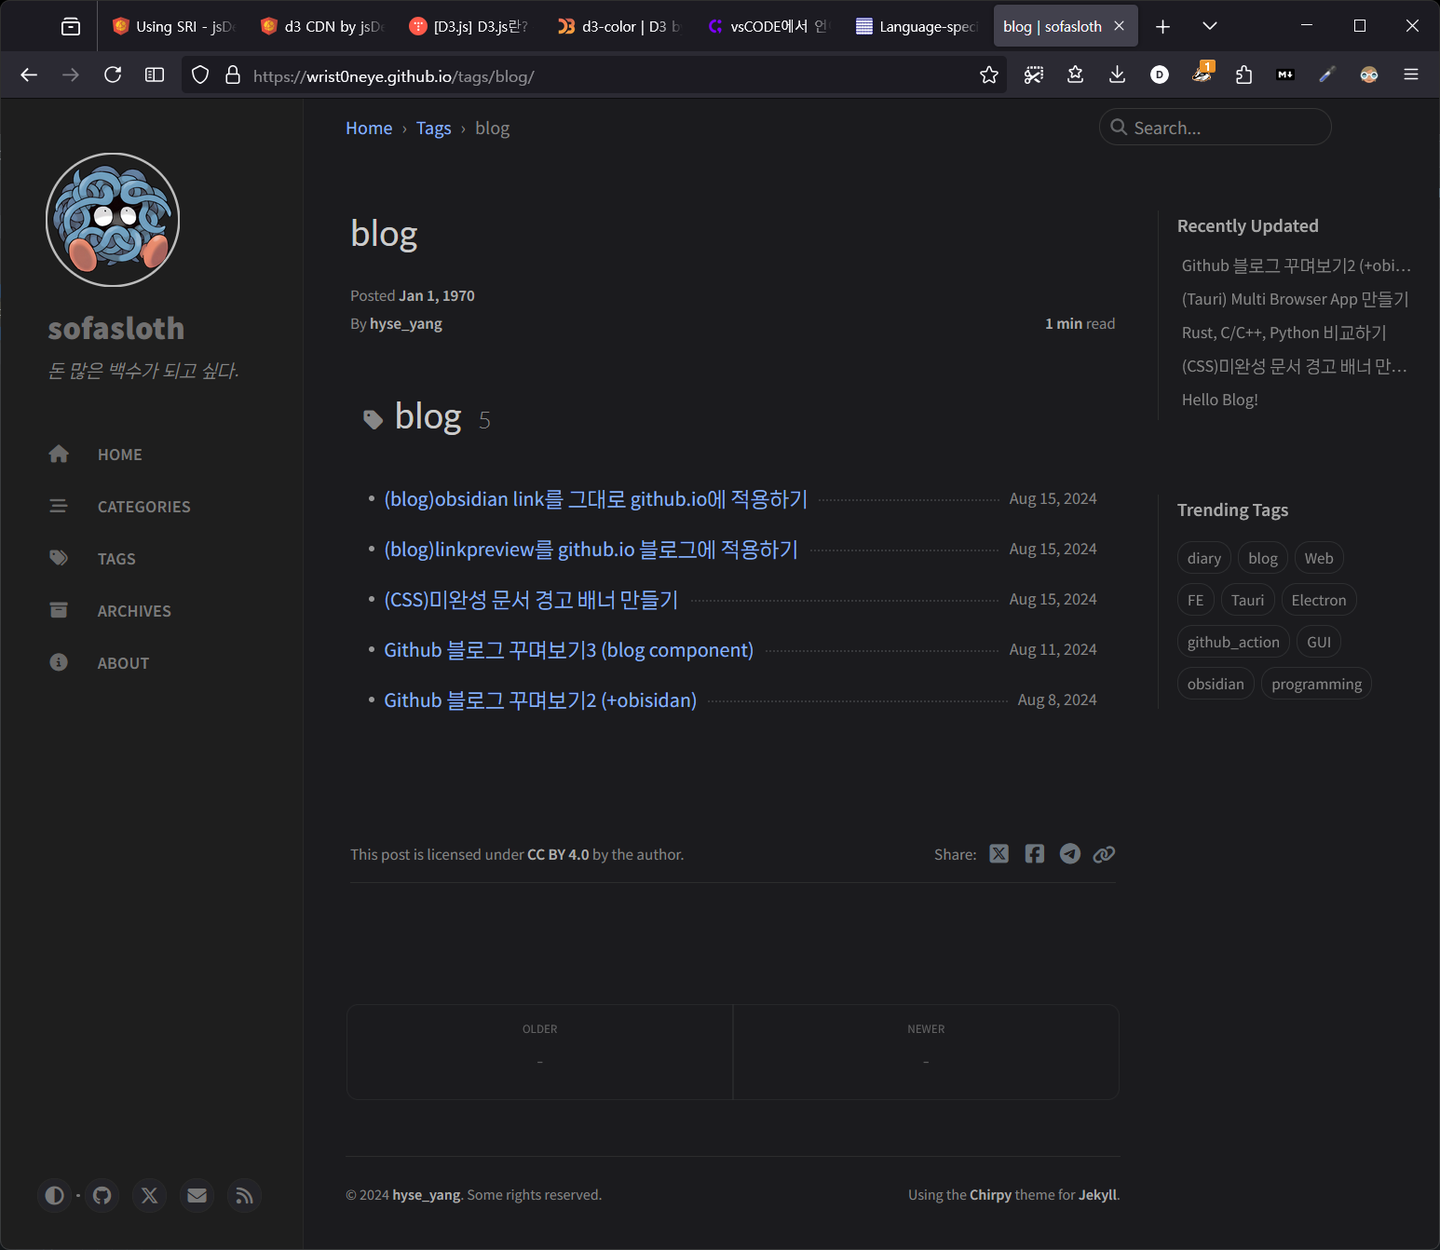 Using SRI - jsDe
d3 CDN by jsDe
[D3.js] D3.js란?
d3-color | D3 b
vsCODE에서 언
Language-speci
blog | sofasloth
https://wrist0neye.github.io/tags/blog/
D
1
M
Home › Tags › blog
Search...
sofasloth
돈 많은 백수가 되고 싶다.
HOME
CATEGORIES
TAGS
ARCHIVES
ABOUT
blog
Posted Jan 1, 1970
By hyse_yang
1 min read
blog 5
(blog)obsidian link를 그대로 github.io에 적용하기 Aug 15, 2024
(blog)linkpreview를 github.io 블로그에 적용하기 Aug 15, 2024
(CSS)미완성 문서 경고 배너 만들기 Aug 15, 2024
Github 블로그 꾸며보기3 (blog component) Aug 11, 2024
Github 블로그 꾸며보기2 (+obisidan) Aug 8, 2024
This post is licensed under CC BY 4.0 by the author.
Share:
OLDER
-
NEWER
-
© 2024 hyse_yang. Some rights reserved.
Using the Chirpy theme for Jekyll.
Recently Updated
Github 블로그 꾸며보기2 (+obi...
(Tauri) Multi Browser App 만들기
Rust, C/C++, Python 비교하기
(CSS)미완성 문서 경고 배너 만...
Hello Blog!
Trending Tags
diary blog Web
FE Tauri Electron
github_action GUI
obsidian programming